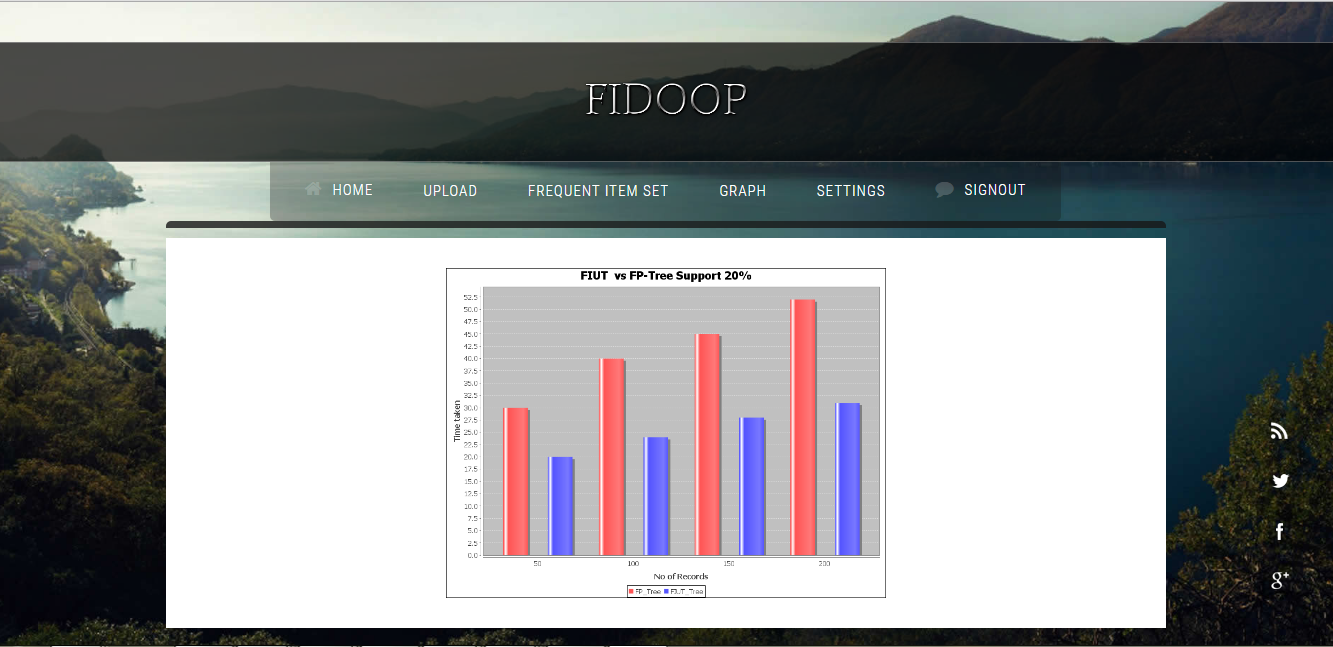 FIDOOP
HOME UPLOAD FREQUENT ITEM SET GRAPH SETTINGS SIGNOUT
FIUT vs FP-Tree Support 20%
52.5
50.0
47.5
45.0
42.5
40.0
37.5
35.0
32.5
30.0
27.5
25.0
22.5
20.0
17.5
15.0
12.5
10.0
7.5
5.0
2.5
0.0
Time taken
50 100 150 200
No of Records
FP_Tree FIUT_Tree
g+